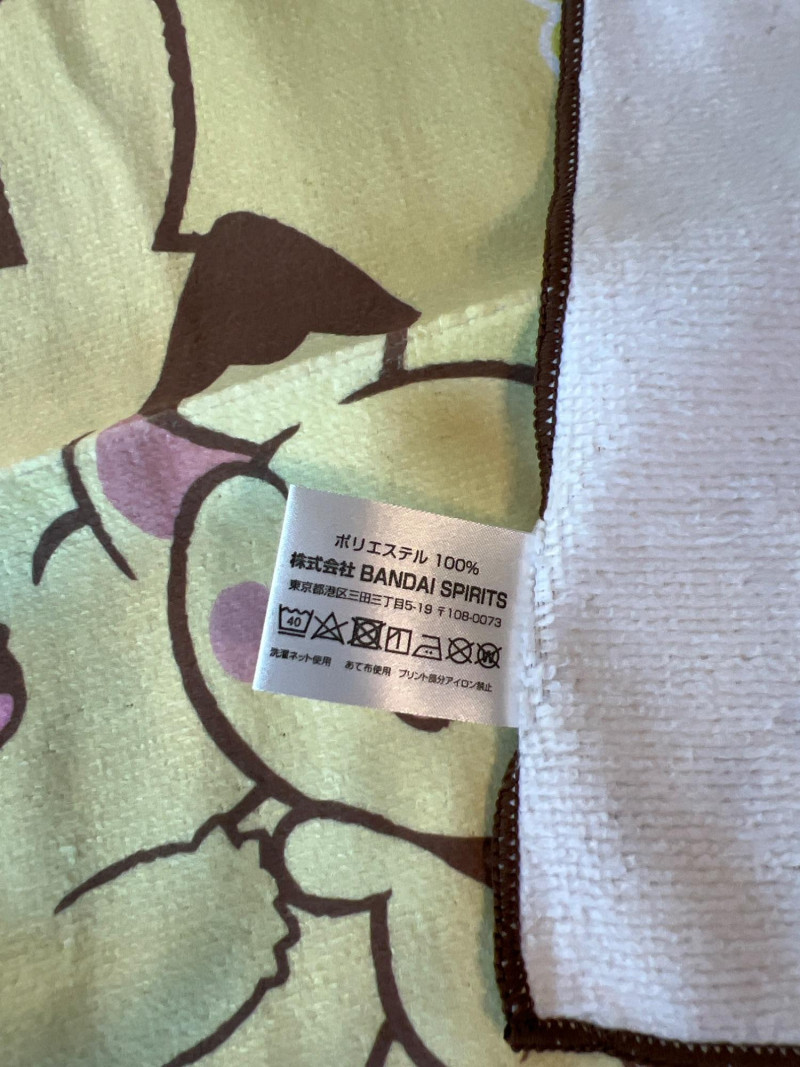 ポリエステル 100%
株式会社 BANDAI SPIRITS
東京都港区三田三丁目5-19 〒108-0073
40 W
洗濯ネット使用 あて布使用 プリント部分アイロン禁止